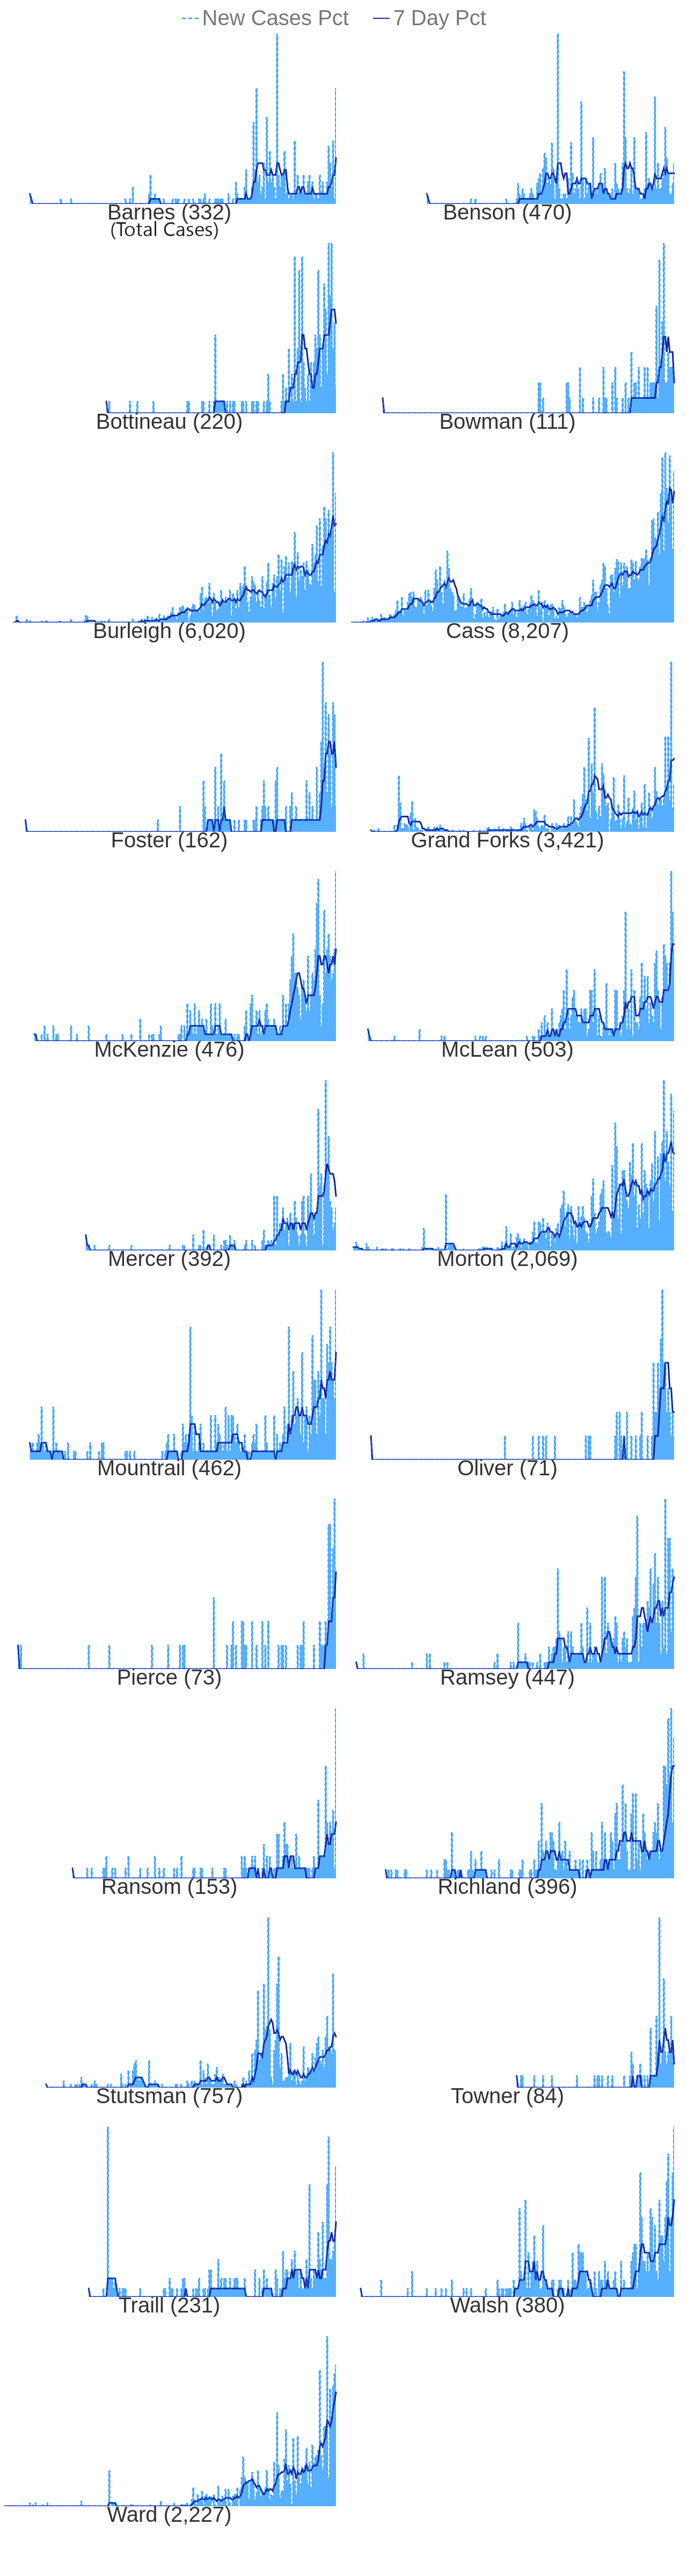 New Cases Pct 7 Day Pct
Barnes (332) Benson (470)
(Total Cases)
Bottineau (220) Bowman (111)
Burleigh (6,020) Cass (8,207)
Foster (162) Grand Forks (3,421)
McKenzie (476) McLean (503)
Mercer (392) Morton (2,069)
Mountrail (462) Oliver (71)
Pierce (73) Ramsey (447)
Ransom (153) Richland (396)
Stutsman (757) Towner (84)
Traill (231) Walsh (380)
Ward (2,227)